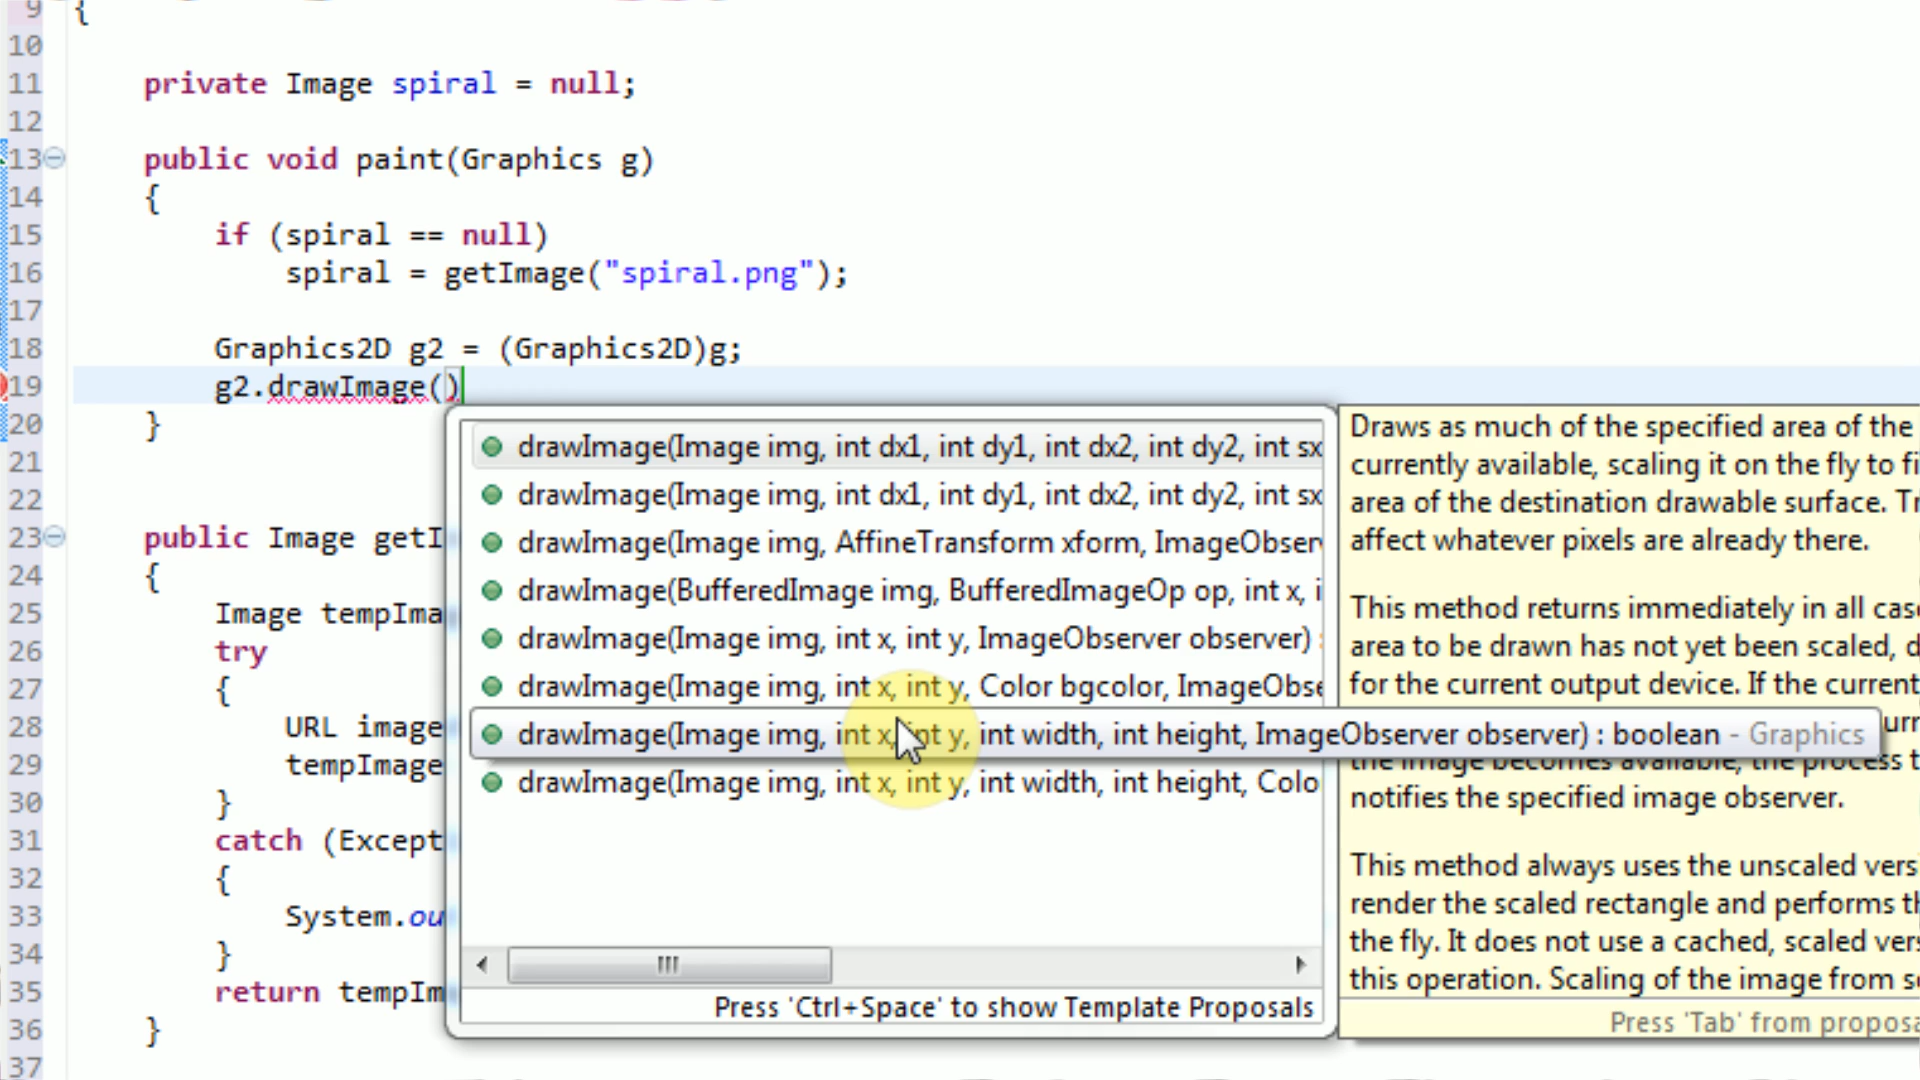 9 {
10
11 private Image spiral = null;
12
13 public void paint(Graphics g)
14 {
15 if (spiral == null)
16 spiral = getImage("spiral.png");
17
18 Graphics2D g2 = (Graphics2D)g;
19 g2.drawImage()
20 }
21
22
23 public Image getI
24 {
25 Image tempIma
26 try
27 {
28 URL image
29 tempImage
30 }
31 catch (Except
32 {
33 System.ou
34 }
35 return tempIm
36 }
37
drawImage(Image img, int dx1, int dy1, int dx2, int dy2, int sx
drawImage(Image img, int dx1, int dy1, int dx2, int dy2, int sx
drawImage(Image img, AffineTransform xform, ImageObser
drawImage(BufferedImage img, BufferedImageOp op, int x, i
drawImage(Image img, int x, int y, ImageObserver observer) :
drawImage(Image img, int x, int y, Color bgcolor, ImageObse
drawImage(Image img, int x, int y, int width, int height, ImageObserver observer) : boolean - Graphics
drawImage(Image img, int x, int y, int width, int height, Colo
Press 'Ctrl+Space' to show Template Proposals
Draws as much of the specified area of the
currently available, scaling it on the fly to fi
area of the destination drawable surface. Tr
affect whatever pixels are already there.
This method returns immediately in all case
area to be drawn has not yet been scaled, d
for the current output device. If the current
urr
the image becomes available, the process t
notifies the specified image observer.
This method always uses the unscaled vers
render the scaled rectangle and performs th
the fly. It does not use a cached, scaled vers
this operation. Scaling of the image from s
Press 'Tab' from proposa